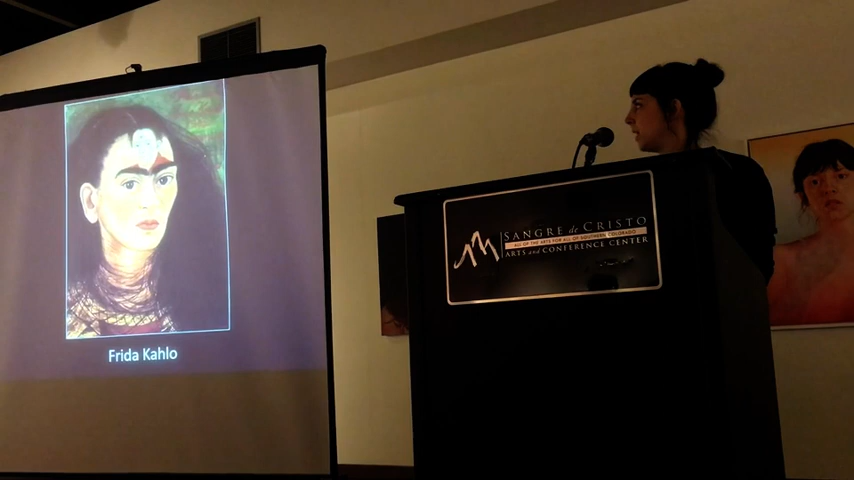 Frida Kahlo
SANGRE de CRISTO
ALL OF THE ARTS FOR ALL OF SOUTHERN COLORADO
ARTS and CONFERENCE CENTER